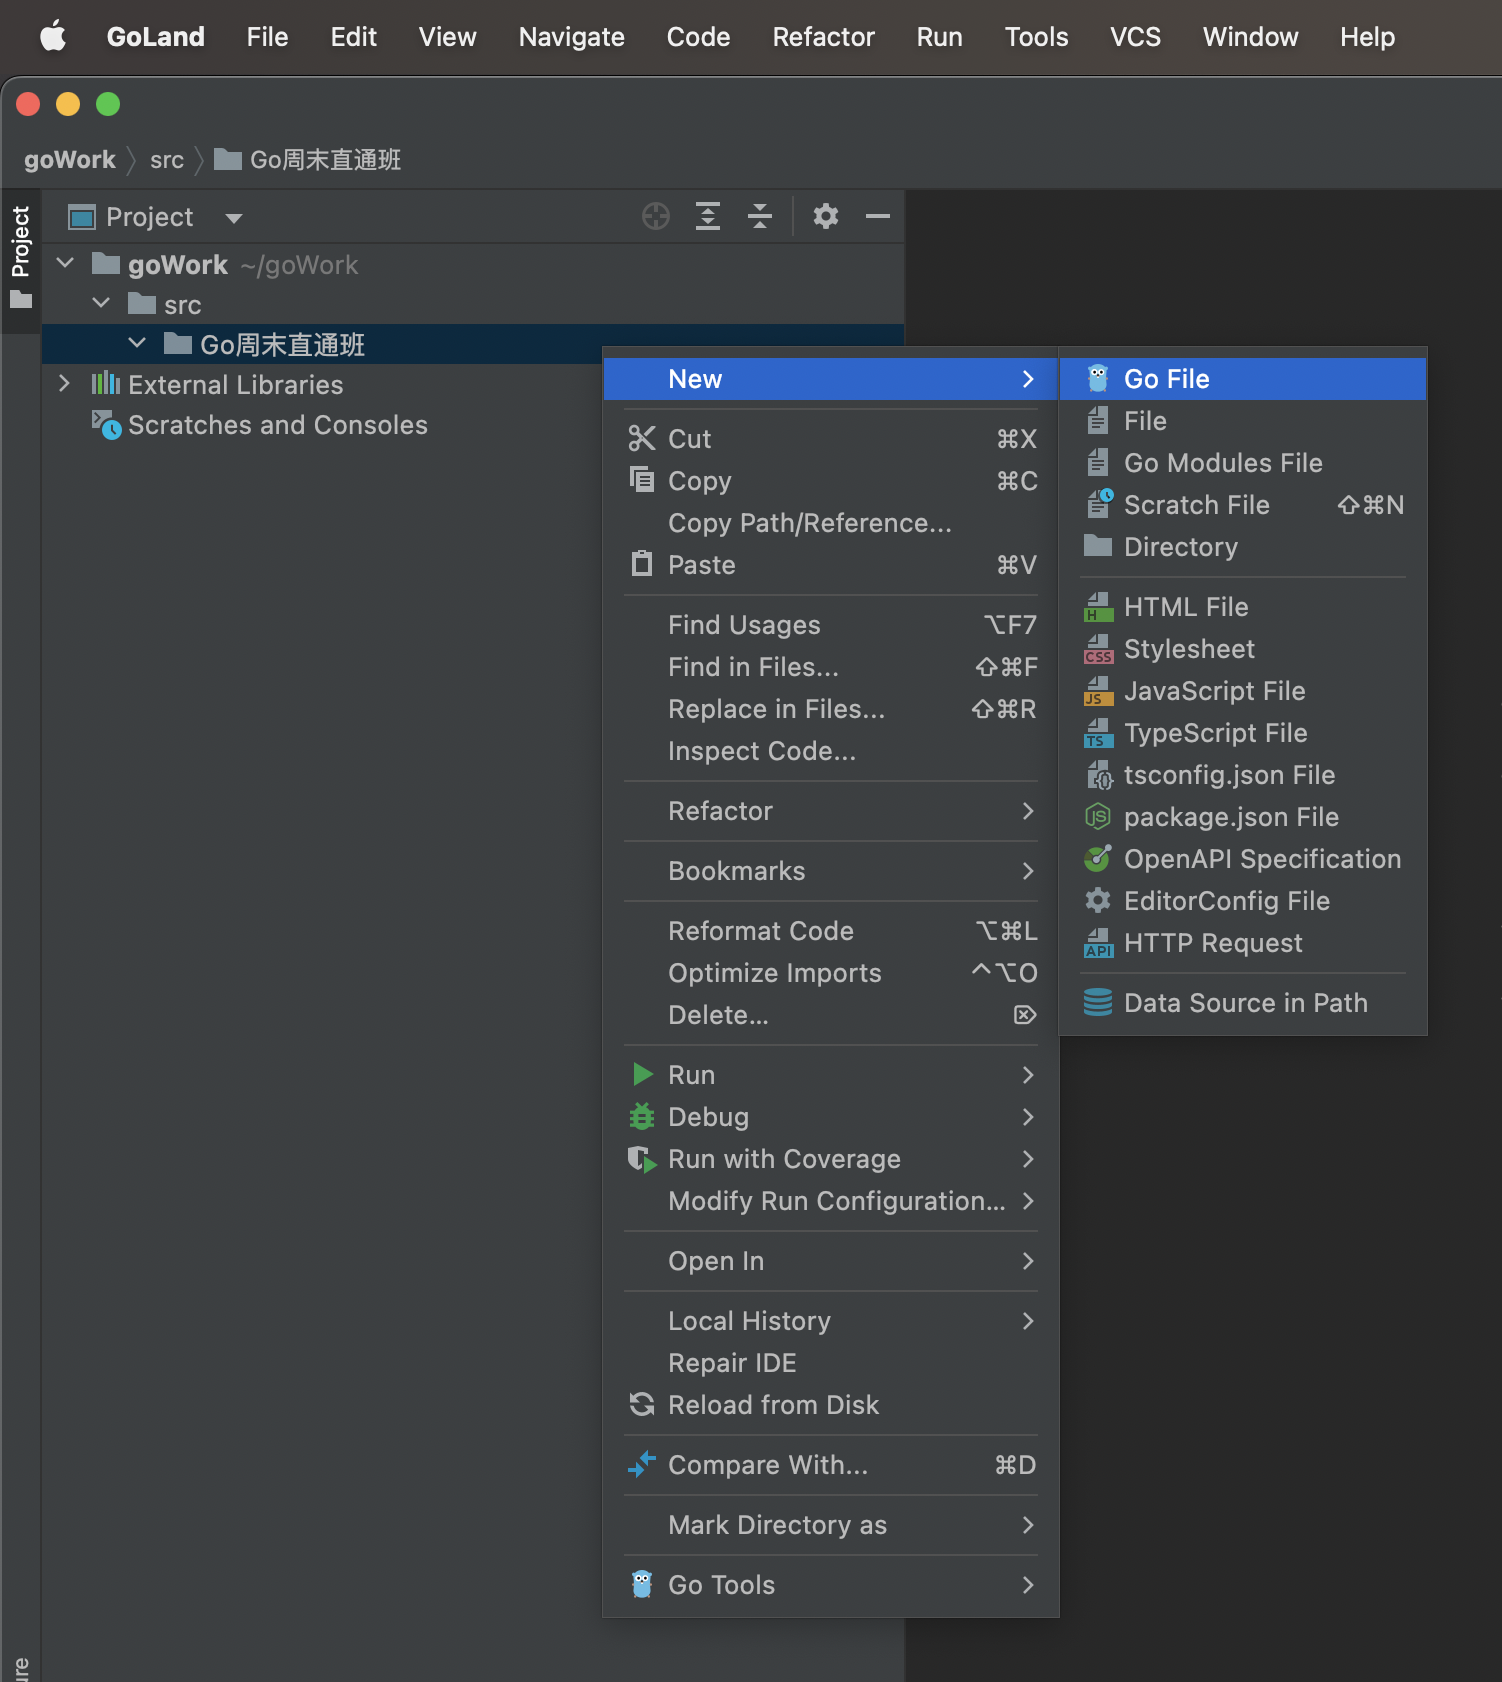 GoLand File Edit View Navigate Code Refactor Run Tools VCS Window Help
goWork src Go周末直通班
Project
Project
goWork ~/goWork
src
Go周末直通班
External Libraries
Scratches and Consoles
New
Cut ⌘X
Copy ⌘C
Copy Path/Reference...
Paste ⌘V
Find Usages ⌥F7
Find in Files... ⇧⌘F
Replace in Files... ⇧⌘R
Inspect Code...
Refactor
Bookmarks
Reformat Code ⌥⌘L
Optimize Imports ^⌥O
Delete... ⌦
Run
Debug
Run with Coverage
Modify Run Configuration...
Open In
Local History
Repair IDE
Reload from Disk
Compare With... ⌘D
Mark Directory as
Go Tools
Go File
File
Go Modules File
Scratch File ⇧⌘N
Directory
H HTML File
CSS Stylesheet
JS JavaScript File
TS TypeScript File
tsconfig.json File
JS package.json File
OpenAPI Specification
EditorConfig File
API HTTP Request
Data Source in Path